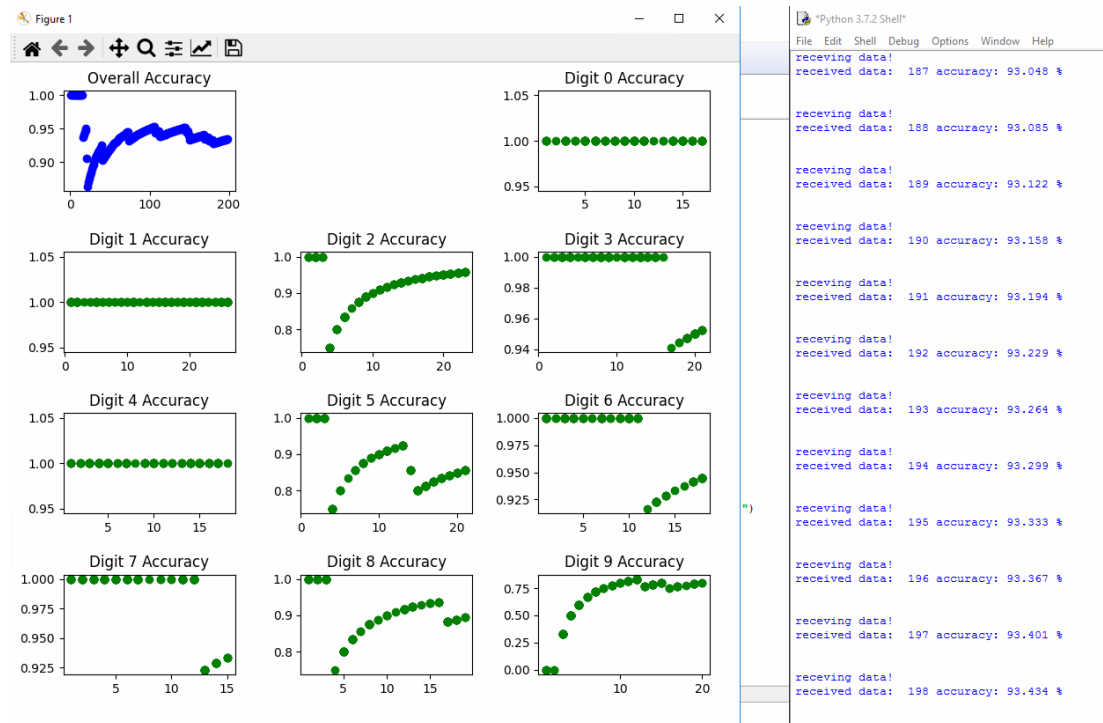 Figure 1
Overall Accuracy
1.00
0.95
0.90
0 100 200
Digit 0 Accuracy
1.05
1.00
0.95
5 10 15
Digit 1 Accuracy
1.05
1.00
0.95
0 10 20
Digit 2 Accuracy
1.0
0.9
0.8
0 10 20
Digit 3 Accuracy
1.00
0.98
0.96
0.94
0 10 20
Digit 4 Accuracy
1.05
1.00
0.95
5 10 15
Digit 5 Accuracy
1.0
0.9
0.8
0 10 20
Digit 6 Accuracy
1.000
0.975
0.950
0.925
5 10 15
Digit 7 Accuracy
1.000
0.975
0.950
0.925
5 10 15
Digit 8 Accuracy
1.0
0.9
0.8
5 10 15
Digit 9 Accuracy
0.75
0.50
0.25
0.00
10 20
")
*Python 3.7.2 Shell*
File Edit Shell Debug Options Window Help
receving data!
received data: 187 accuracy: 93.048 %
receving data!
received data: 188 accuracy: 93.085 %
receving data!
received data: 189 accuracy: 93.122 %
receving data!
received data: 190 accuracy: 93.158 %
receving data!
received data: 191 accuracy: 93.194 %
receving data!
received data: 192 accuracy: 93.229 %
receving data!
received data: 193 accuracy: 93.264 %
receving data!
received data: 194 accuracy: 93.299 %
receving data!
received data: 195 accuracy: 93.333 %
receving data!
received data: 196 accuracy: 93.367 %
receving data!
received data: 197 accuracy: 93.401 %
receving data!
received data: 198 accuracy: 93.434 %